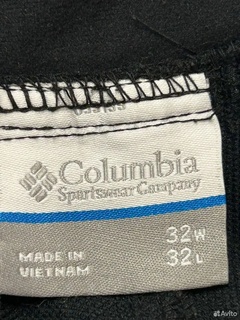 Columbia
Sportswear Company
32W
32L
MADE IN
VIETNAM
Avito